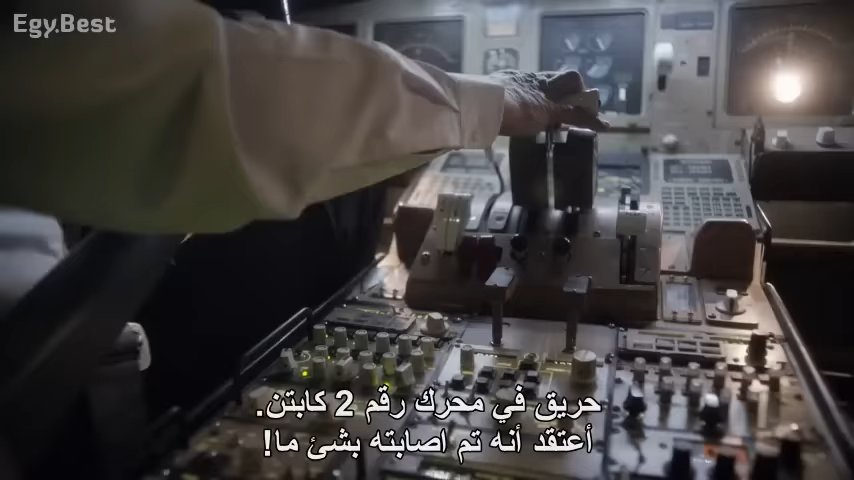 Egy.Best
حريق في محرك رقم 2 كابتن.
أعتقد أنه تم اصابته بشئ ما!